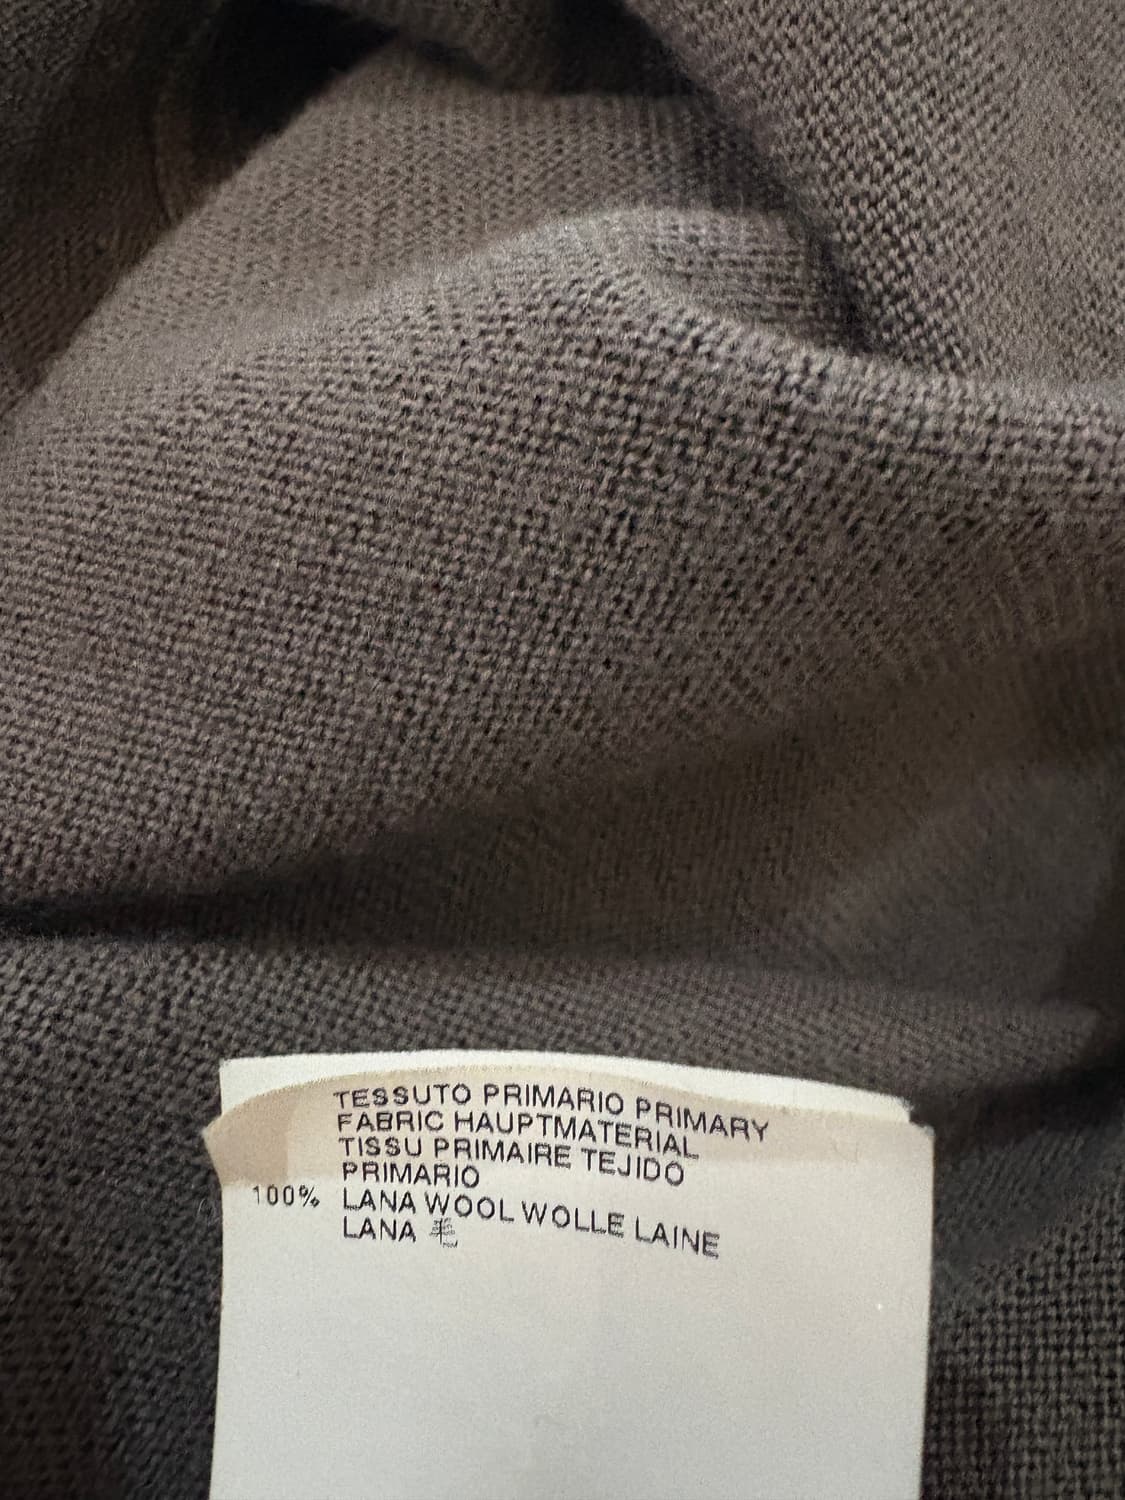 TESSUTO PRIMARIO PRIMARY
FABRIC HAUPTMATERIAL
TISSU PRIMAIRE TEJIDO
PRIMARIO
100% LANA WOOL WOLLE LAINE
LANA 毛